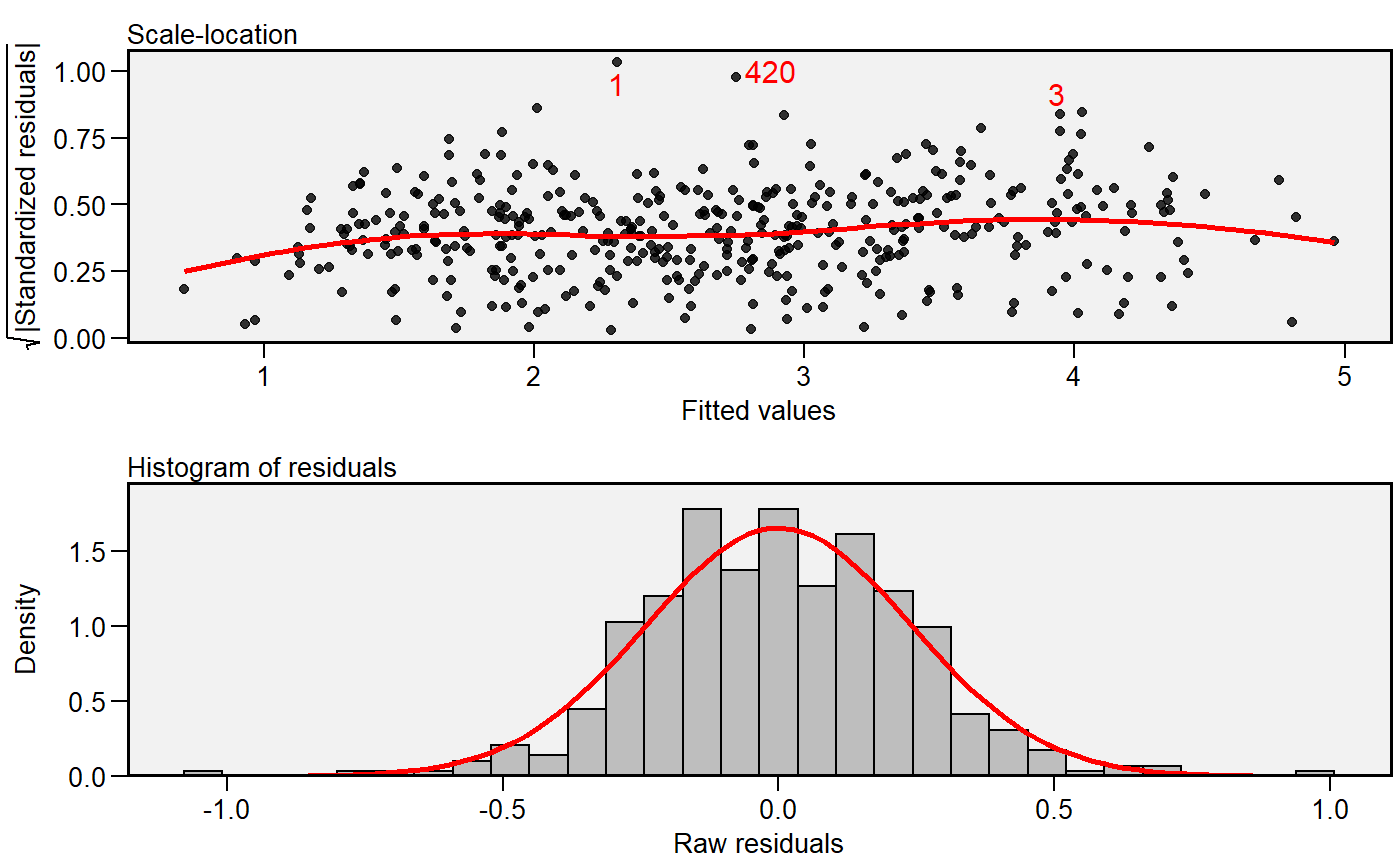 Scale-location
√|Standardized residuals|
1.00
0.75
0.50
0.25
0.00
1
420
3
1 2 3 4 5
Fitted values
Histogram of residuals
Density
1.5
1.0
0.5
0.0
-1.0 -0.5 0.0 0.5 1.0
Raw residuals